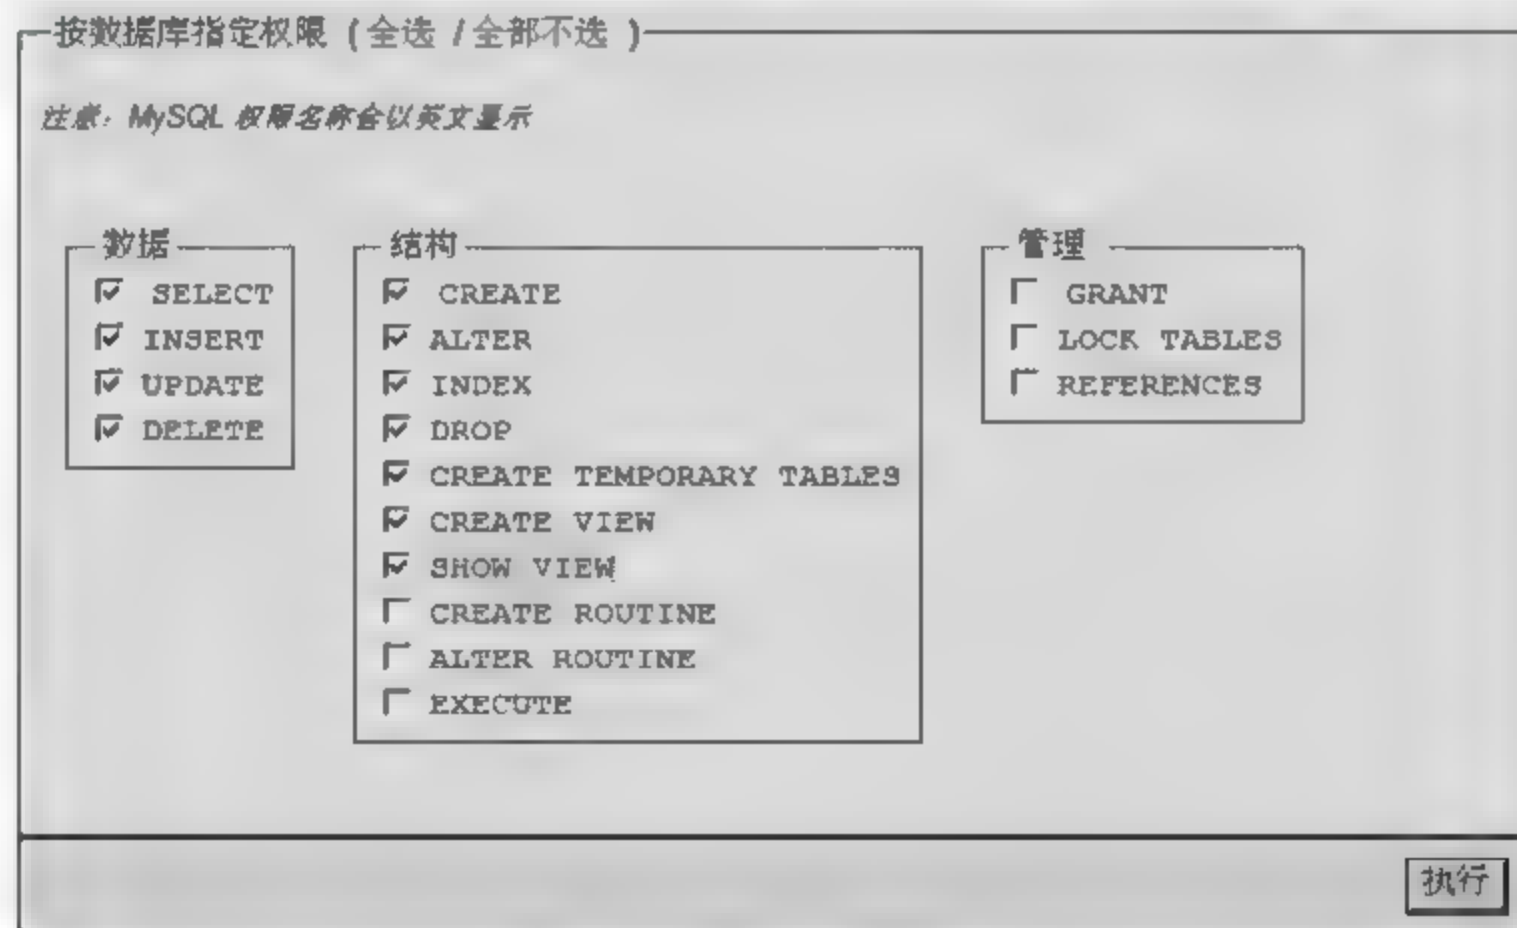 按数据库指定权限 (全选 /全部不选 )
注意：MySQL 权限名称会以英文显示
数据
SELECT
INSERT
UPDATE
DELETE
结构
CREATE
ALTER
INDEX
DROP
CREATE TEMPORARY TABLES
CREATE VIEW
SHOW VIEW
CREATE ROUTINE
ALTER ROUTINE
EXECUTE
管理
GRANT
LOCK TABLES
REFERENCES
执行